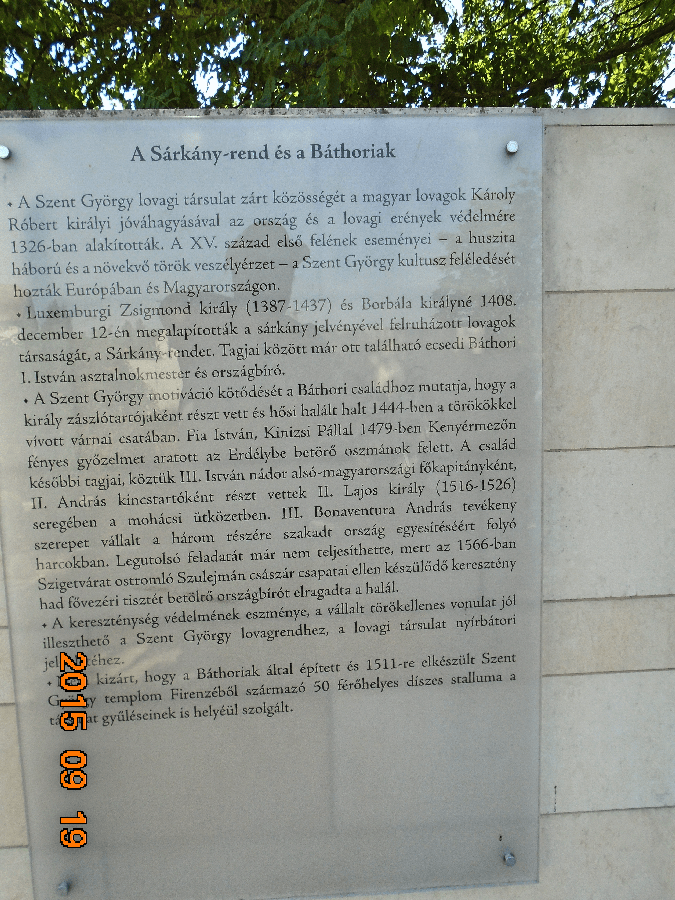 A Sárkány-rend és a Báthoriak
• A Szent György lovagi társulat zárt közösségét a magyar lovagok Károly
Róbert királyi jóváhagyásával az ország és a lovagi erények védelmére
1326-ban alakították. A XV. század első felének eseményei – a huszita
háború és a növekvő török veszélyérzet – a Szent György kultusz feléledését
hozták Európában és Magyarországon.
• Luxemburgi Zsigmond király (1387-1437) és Borbála királyné 1408.
december 12-én megalapították a sárkány jelvényével felruházott lovagok
társaságát, a Sárkány-rendet. Tagjai között már ott található ecsedi Báthori
I. István asztalnokmester és országbíró.
• A Szent György motiváció kötődését a Báthori családhoz mutatja, hogy a
király zászlótartójaként részt vett és hősi halált halt 1444-ben a törökökkel
vívott várnai csatában. Fia István, Kinizsi Pállal 1479-ben Kenyérmezőn
fényes győzelmet aratott az Erdélybe betörő oszmánok felett. A család
későbbi tagjai, köztük III. István nádor alsó-magyarországi főkapitányként,
II. András kincstartóként részt vettek II. Lajos király (1516-1526)
seregében a mohácsi ütközetben. III. Bonaventura András tevékeny
szerepet vállalt a három részére szakadt ország egyesítéséért folyó
harcokban. Legutolsó feladatát már nem teljesíthette, mert az 1566-ban
Szigetvárat ostromló Szulejmán császár csapatai ellen készülődő keresztény
had fővezéri tisztét betöltő országbírót elragadta a halál.
• A kereszténység védelmének eszménye, a vállalt törökellenes vonulat jól
illeszthető a Szent György lovagrendhez, a lovagi társulat nyírbátori
• kizárt, hogy a Báthoriak által épített és 1511-re elkészült Szent
György templom Firenzéből származó 50 férőhelyes díszes stalluma a
gyűléseinek is helyéül szolgált.
2015 09 19